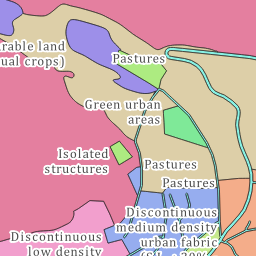 rable land
ual crops)
Pastures
Green urban
areas
Isolated
structures
Pastures
Pastures
Discontinuous
medium density
urban fabric
Discontinuous
low density